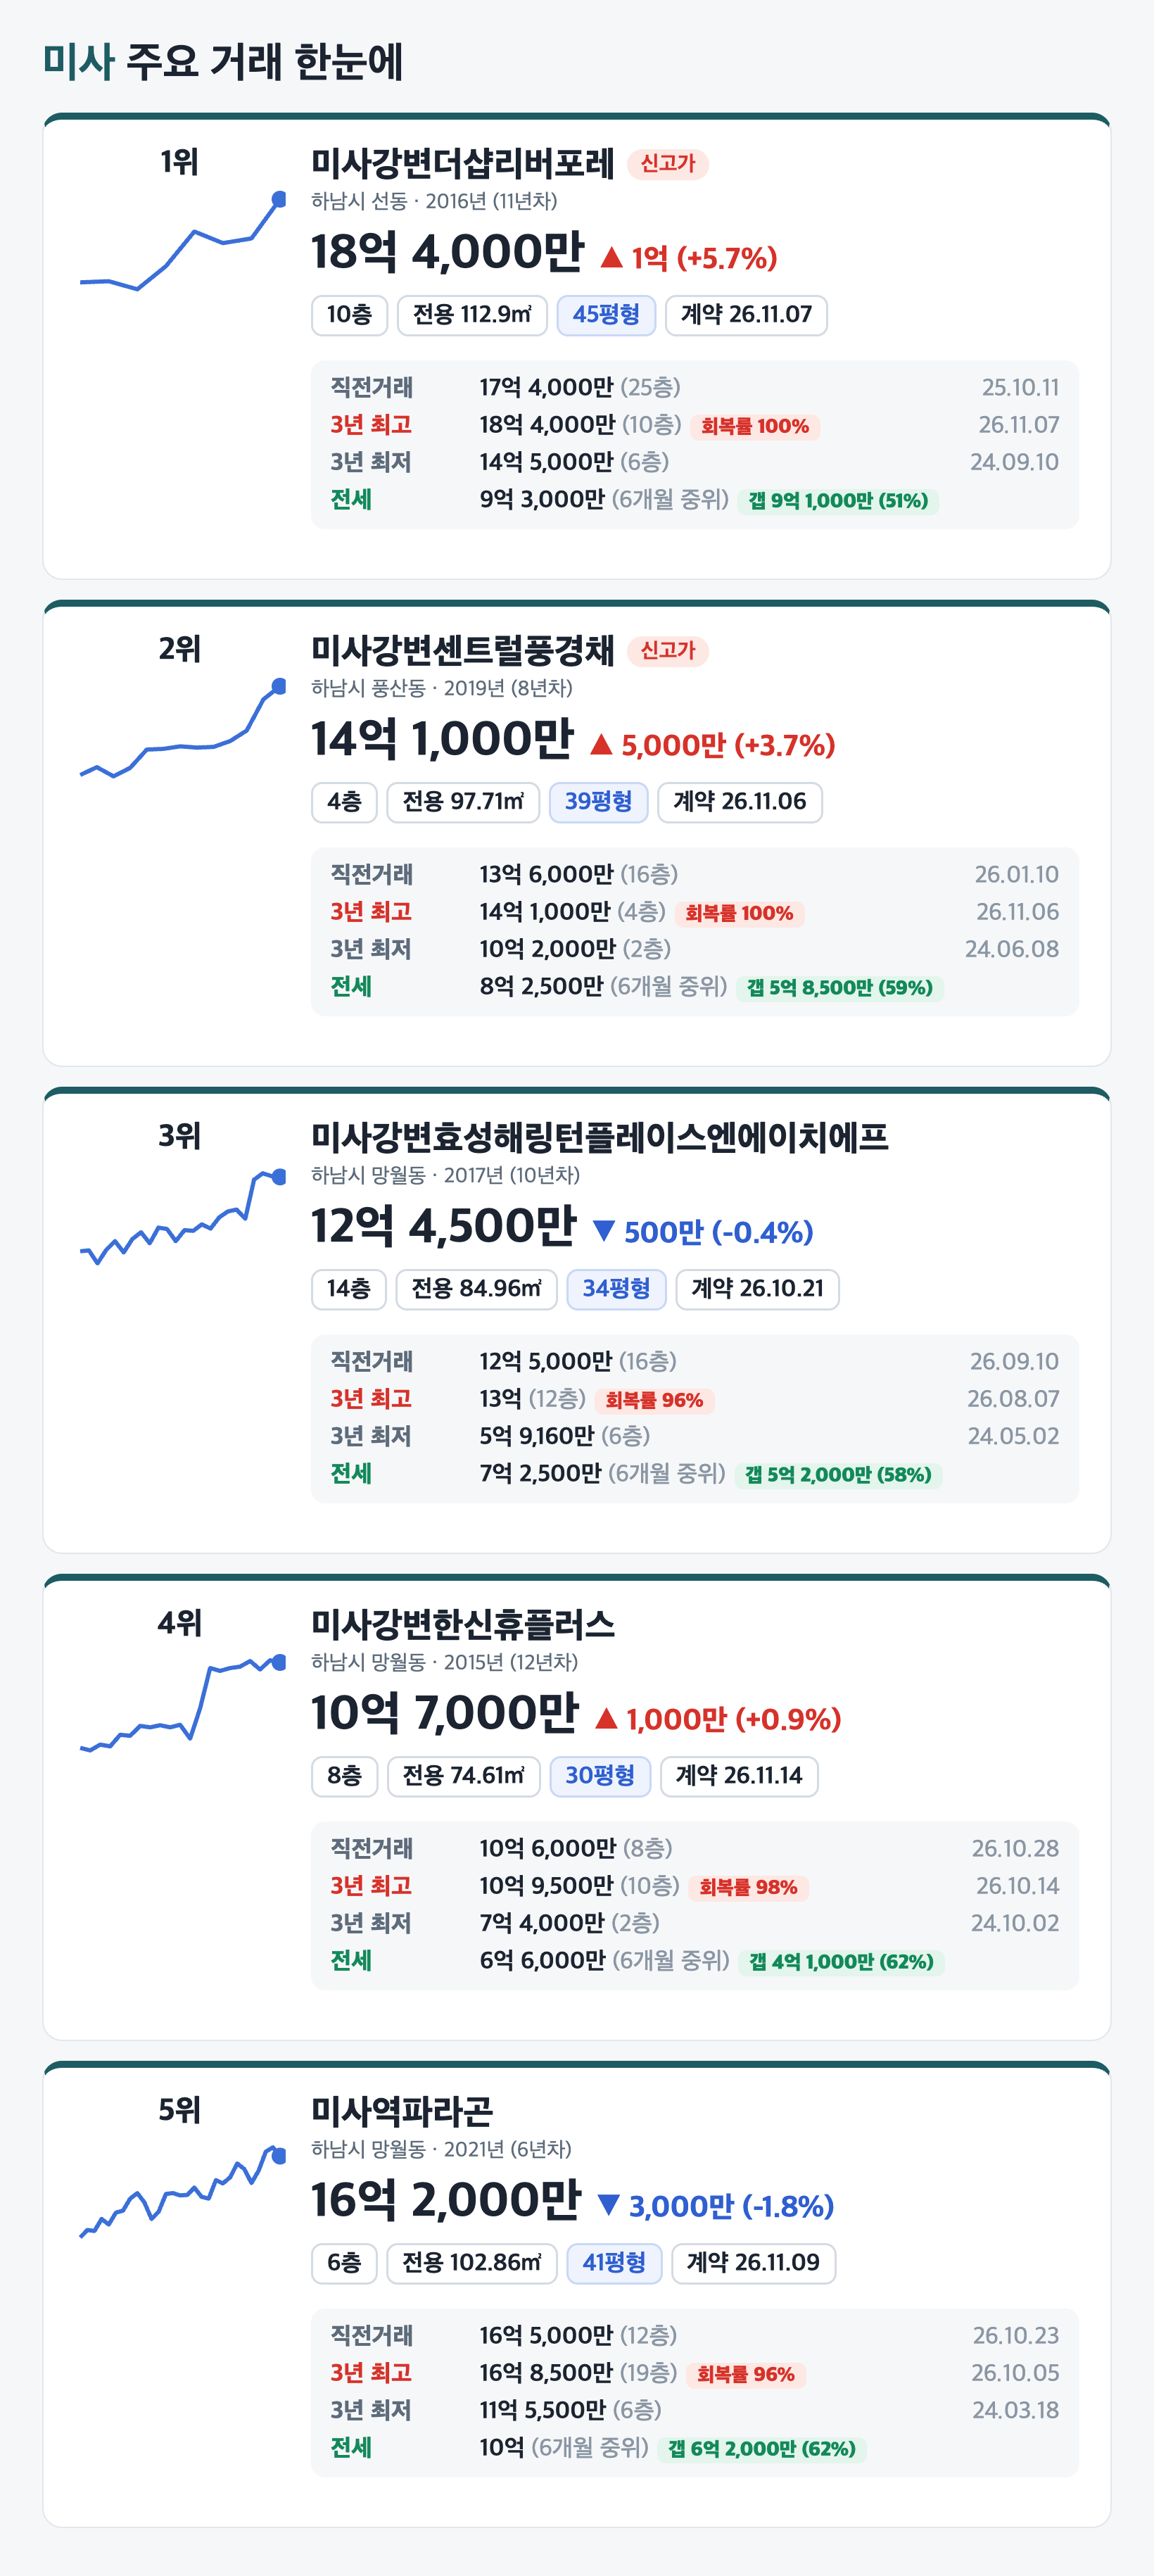 미사 주요 거래 한눈에
1위
미사강변더샵리버포레 신고가
하남시 선동 · 2016년 (11년차)
18억 4,000만 ▲ 1억 (+5.7%)
10층 전용 112.9㎡ 45평형 계약 26.11.07
직전거래 17억 4,000만 (25층) 25.10.11
3년 최고 18억 4,000만 (10층) 회복률 100% 26.11.07
3년 최저 14억 5,000만 (6층) 24.09.10
전세 9억 3,000만 (6개월 중위) 갭 9억 1,000만 (51%)
2위
미사강변센트럴풍경채 신고가
하남시 풍산동 · 2019년 (8년차)
14억 1,000만 ▲ 5,000만 (+3.7%)
4층 전용 97.71㎡ 39평형 계약 26.11.06
직전거래 13억 6,000만 (16층) 26.01.10
3년 최고 14억 1,000만 (4층) 회복률 100% 26.11.06
3년 최저 10억 2,000만 (2층) 24.06.08
전세 8억 2,500만 (6개월 중위) 갭 5억 8,500만 (59%)
3위
미사강변효성해링턴플레이스엔에이치에프
하남시 망월동 · 2017년 (10년차)
12억 4,500만 ▼ 500만 (-0.4%)
14층 전용 84.96㎡ 34평형 계약 26.10.21
직전거래 12억 5,000만 (16층) 26.09.10
3년 최고 13억 (12층) 회복률 96% 26.08.07
3년 최저 5억 9,160만 (6층) 24.05.02
전세 7억 2,500만 (6개월 중위) 갭 5억 2,000만 (58%)
4위
미사강변한신휴플러스
하남시 망월동 · 2015년 (12년차)
10억 7,000만 ▲ 1,000만 (+0.9%)
8층 전용 74.61㎡ 30평형 계약 26.11.14
직전거래 10억 6,000만 (8층) 26.10.28
3년 최고 10억 9,500만 (10층) 회복률 98% 26.10.14
3년 최저 7억 4,000만 (2층) 24.10.02
전세 6억 6,000만 (6개월 중위) 갭 4억 1,000만 (62%)
5위
미사역파라곤
하남시 망월동 · 2021년 (6년차)
16억 2,000만 ▼ 3,000만 (-1.8%)
6층 전용 102.86㎡ 41평형 계약 26.11.09
직전거래 16억 5,000만 (12층) 26.10.23
3년 최고 16억 8,500만 (19층) 회복률 96% 26.10.05
3년 최저 11억 5,500만 (6층) 24.03.18
전세 10억 (6개월 중위) 갭 6억 2,000만 (62%)